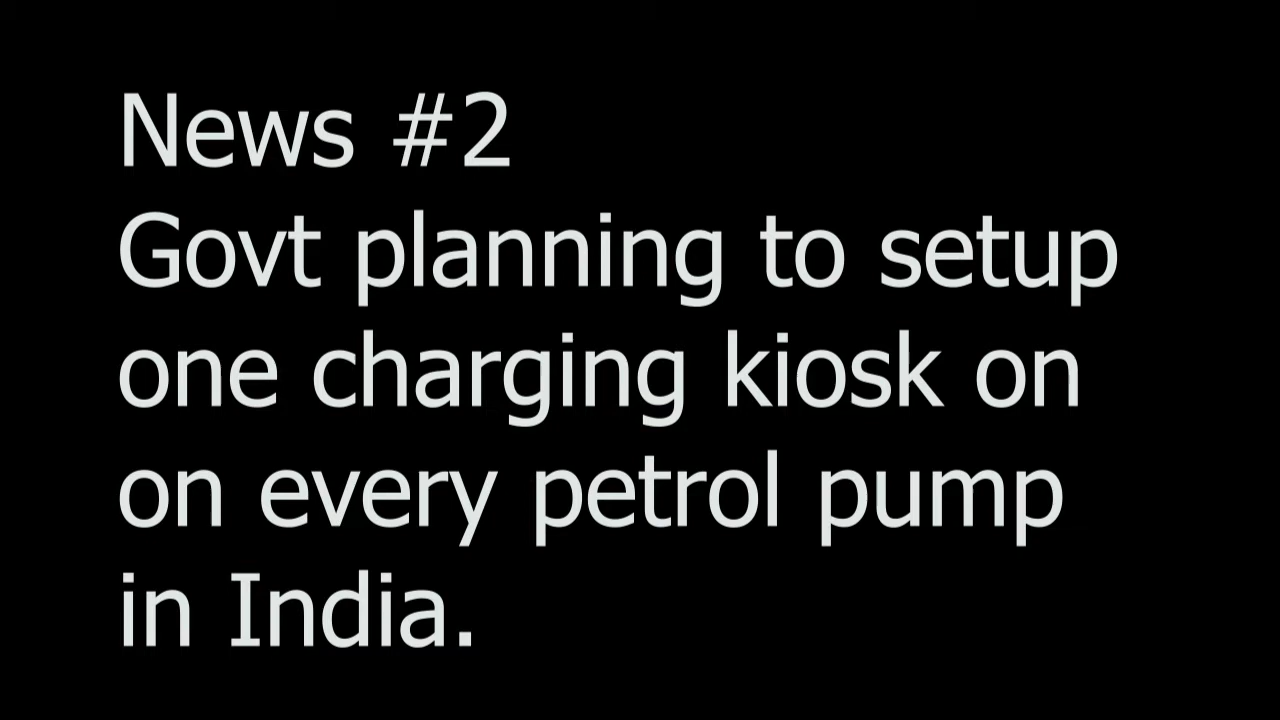 News #2
Govt planning to setup
one charging kiosk on
on every petrol pump
in India.